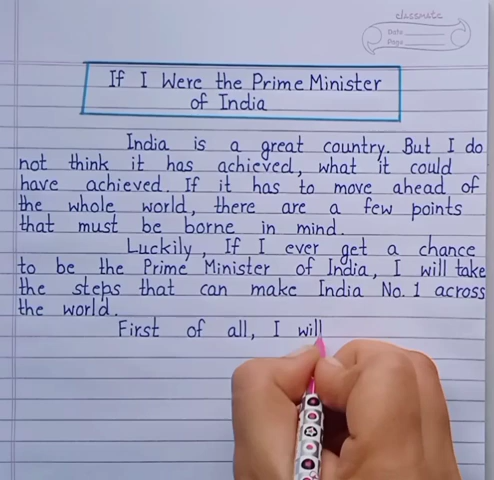 classmate
Date
Page
If I Were the Prime Minister
of India
India is a great country. But I do
not think it has achieved, what it could
have achieved. If it has to move ahead of
the whole world, there are a few points
that must be borne in mind.
Luckily, If I ever get a chance
to be the Prime Minister of India, I will take
the steps that can make India No. 1 across
the world.
First of all, I will